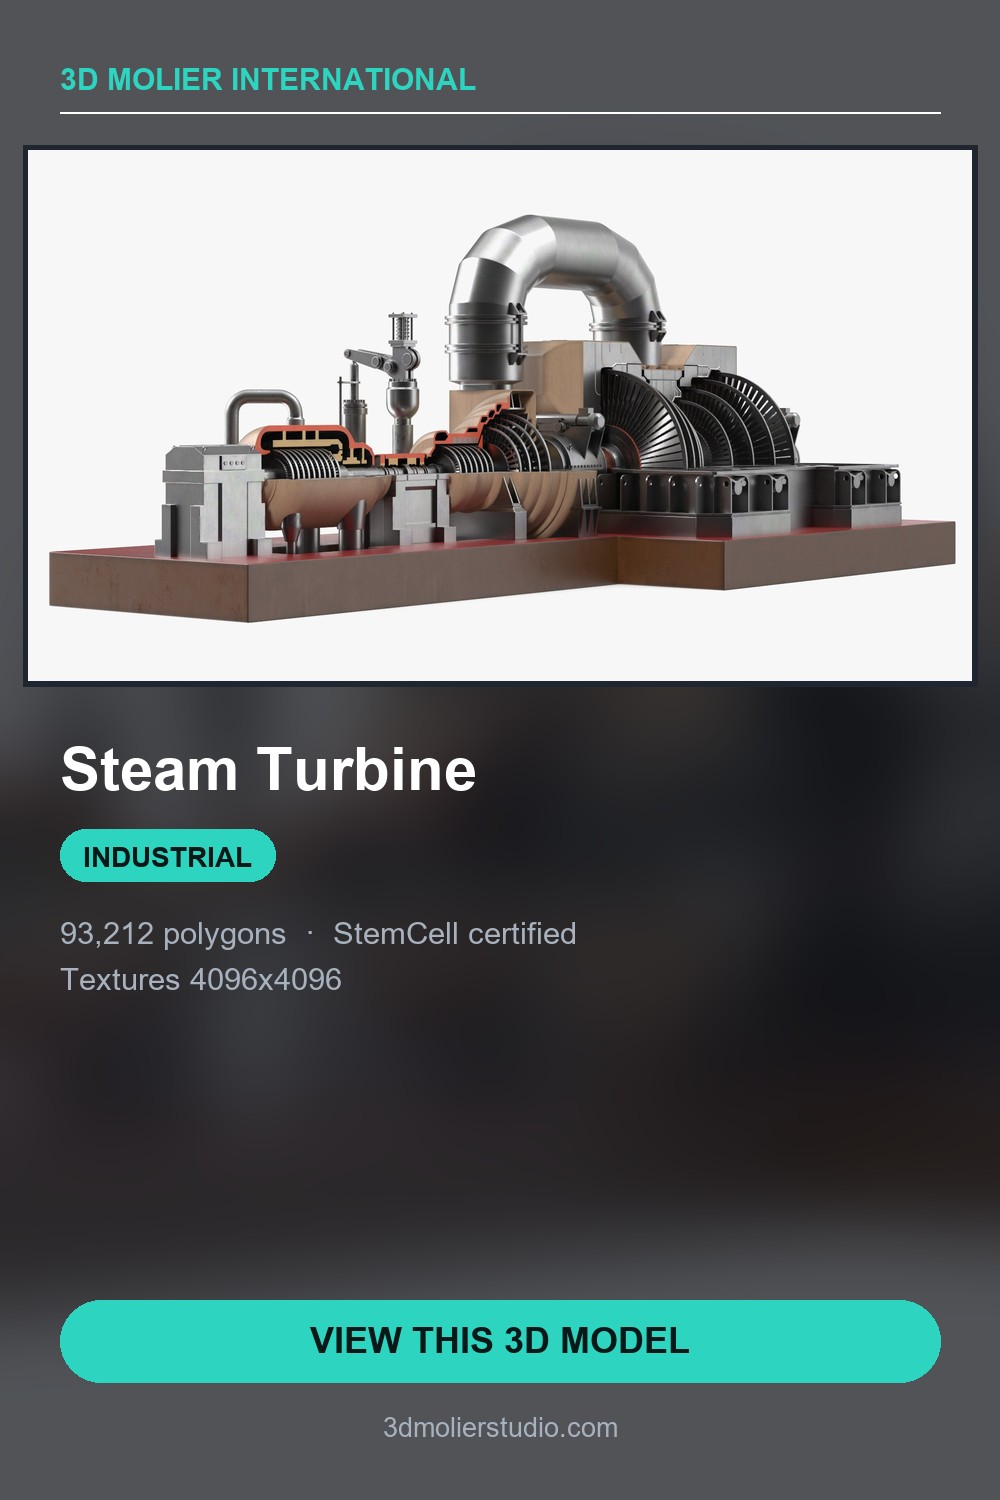 3D MOLIER INTERNATIONAL
Steam Turbine
INDUSTRIAL
93,212 polygons · StemCell certified
Textures 4096x4096
VIEW THIS 3D MODEL
3dmolierstudio.com